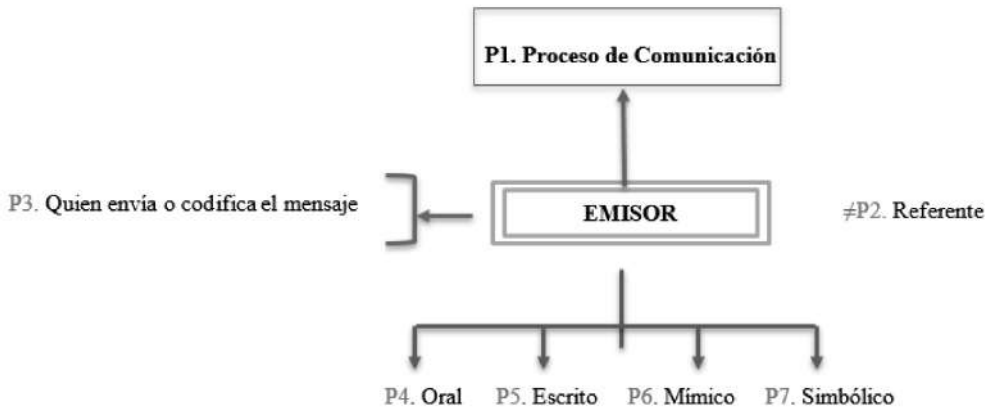 P1. Proceso de Comunicación
P3. Quien envía o codifica el mensaje
EMISOR
≠P2. Referente
P4. Oral
P5. Escrito
P6. Mímico
P7. Simbólico